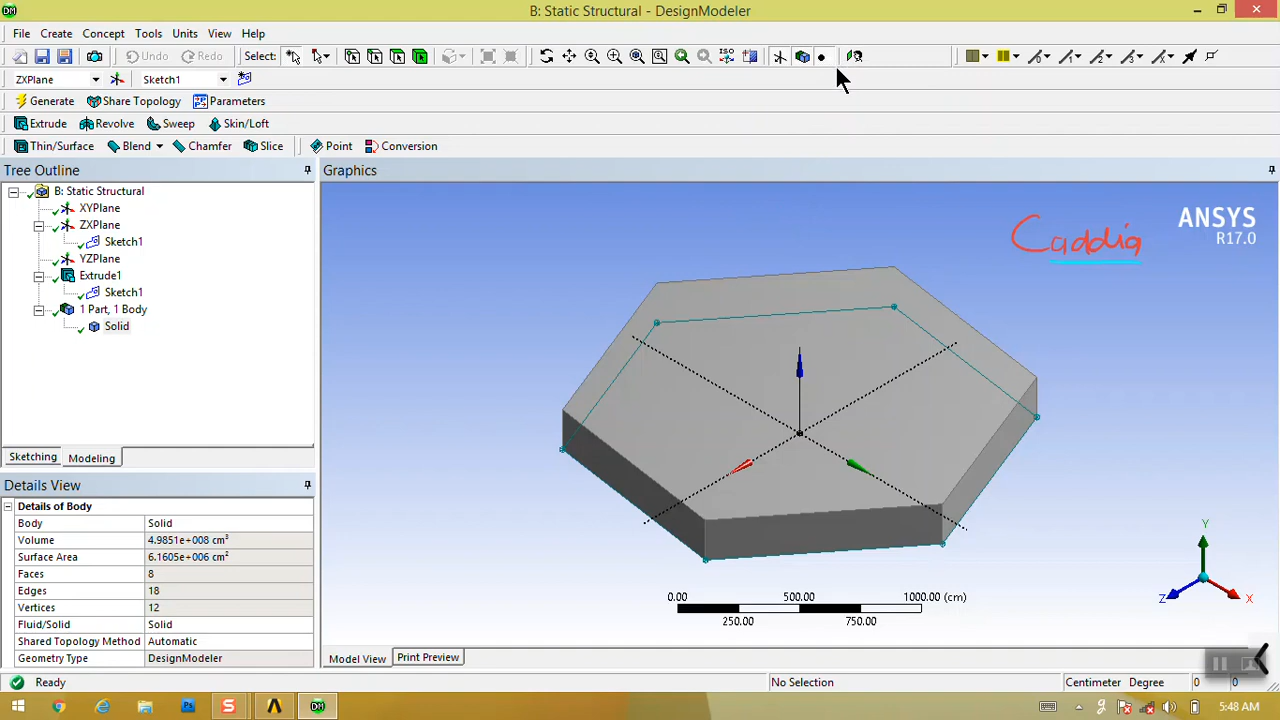 B: Static Structural - DesignModeler
File Create Concept Tools Units View Help
Undo Redo Select: ISO
ZXPlane Sketch1
Generate Share Topology Parameters
Extrude Revolve Sweep Skin/Loft
Thin/Surface Blend Chamfer Slice Point Conversion
Tree Outline
B: Static Structural
XYPlane
ZXPlane
Sketch1
YZPlane
Extrude1
Sketch1
1 Part, 1 Body
Solid
Sketching Modeling
Details View
Details of Body
Body Solid
Volume 4.9851e+008 cm³
Surface Area 6.1605e+006 cm²
Faces 8
Edges 18
Vertices 12
Fluid/Solid Solid
Shared Topology Method Automatic
Geometry Type DesignModeler
Graphics
Caddiq
ANSYS
R17.0
0.00 500.00 1000.00 (cm)
250.00 750.00
Y
Z X
Model View Print Preview
Ready No Selection Centimeter Degree 0 0
5:48 AM